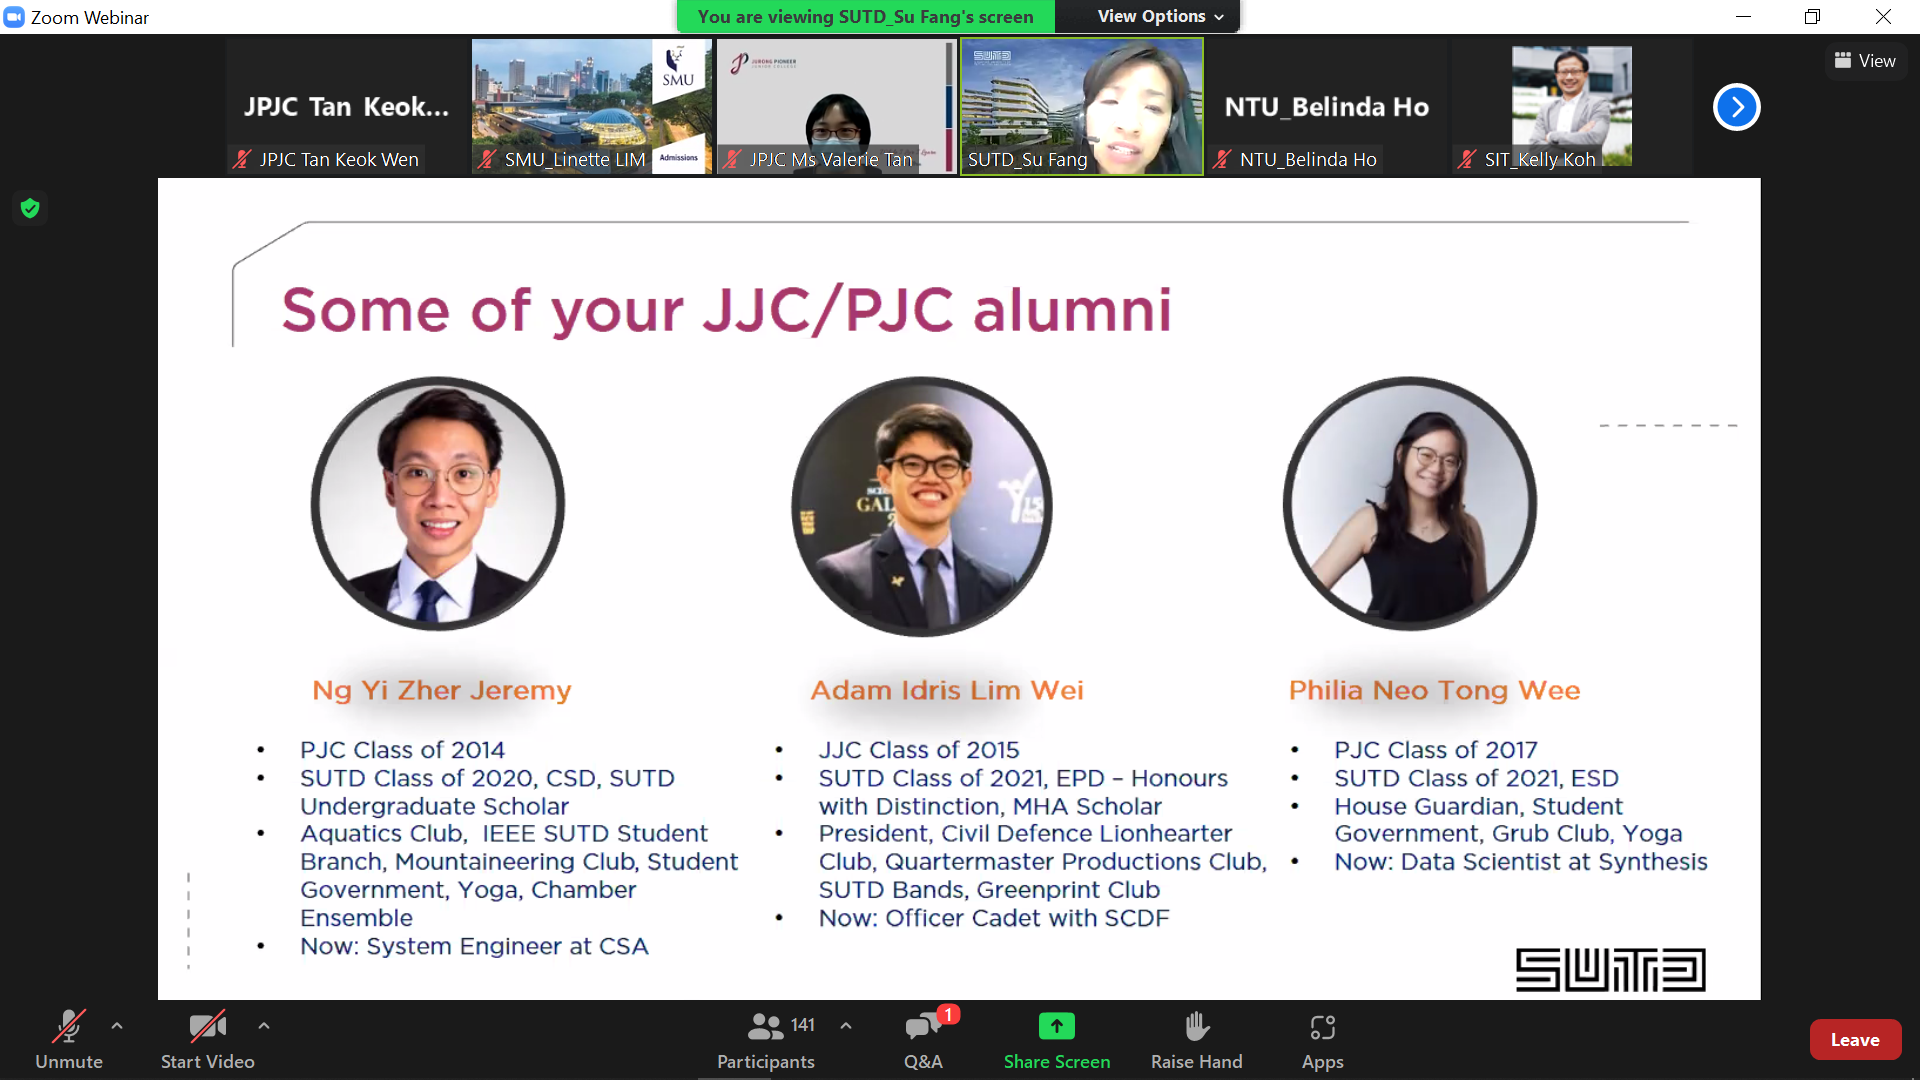 Zoom Webinar
You are viewing SUTD_Su Fang's screen
View Options
View
JPJC Tan Keok...
JPJC Tan Keok Wen
SMU
Admissions
SMU_Linette LIM
JURONG PIONEER
JUNIOR COLLEGE
JPJC Ms Valerie Tan
SUTD
SUTD_Su Fang
NTU_Belinda Ho
NTU_Belinda Ho
SIT_Kelly Koh
Some of your JJC/PJC alumni
GAL
Ng Yi Zher Jeremy
• PJC Class of 2014
• SUTD Class of 2020, CSD, SUTD
Undergraduate Scholar
• Aquatics Club, IEEE SUTD Student
Branch, Mountaineering Club, Student
Government, Yoga, Chamber
Ensemble
• Now: System Engineer at CSA
Adam Idris Lim Wei
• JJC Class of 2015
• SUTD Class of 2021, EPD – Honours
with Distinction, MHA Scholar
• President, Civil Defence Lionhearter
Club, Quartermaster Productions Club,
SUTD Bands, Greenprint Club
• Now: Officer Cadet with SCDF
Philia Neo Tong Wee
• PJC Class of 2017
• SUTD Class of 2021, ESD
• House Guardian, Student
Government, Grub Club, Yoga
• Now: Data Scientist at Synthesis
SUTD
Unmute
Start Video
141
Participants
1
Q&A
Share Screen
Raise Hand
Apps
Leave